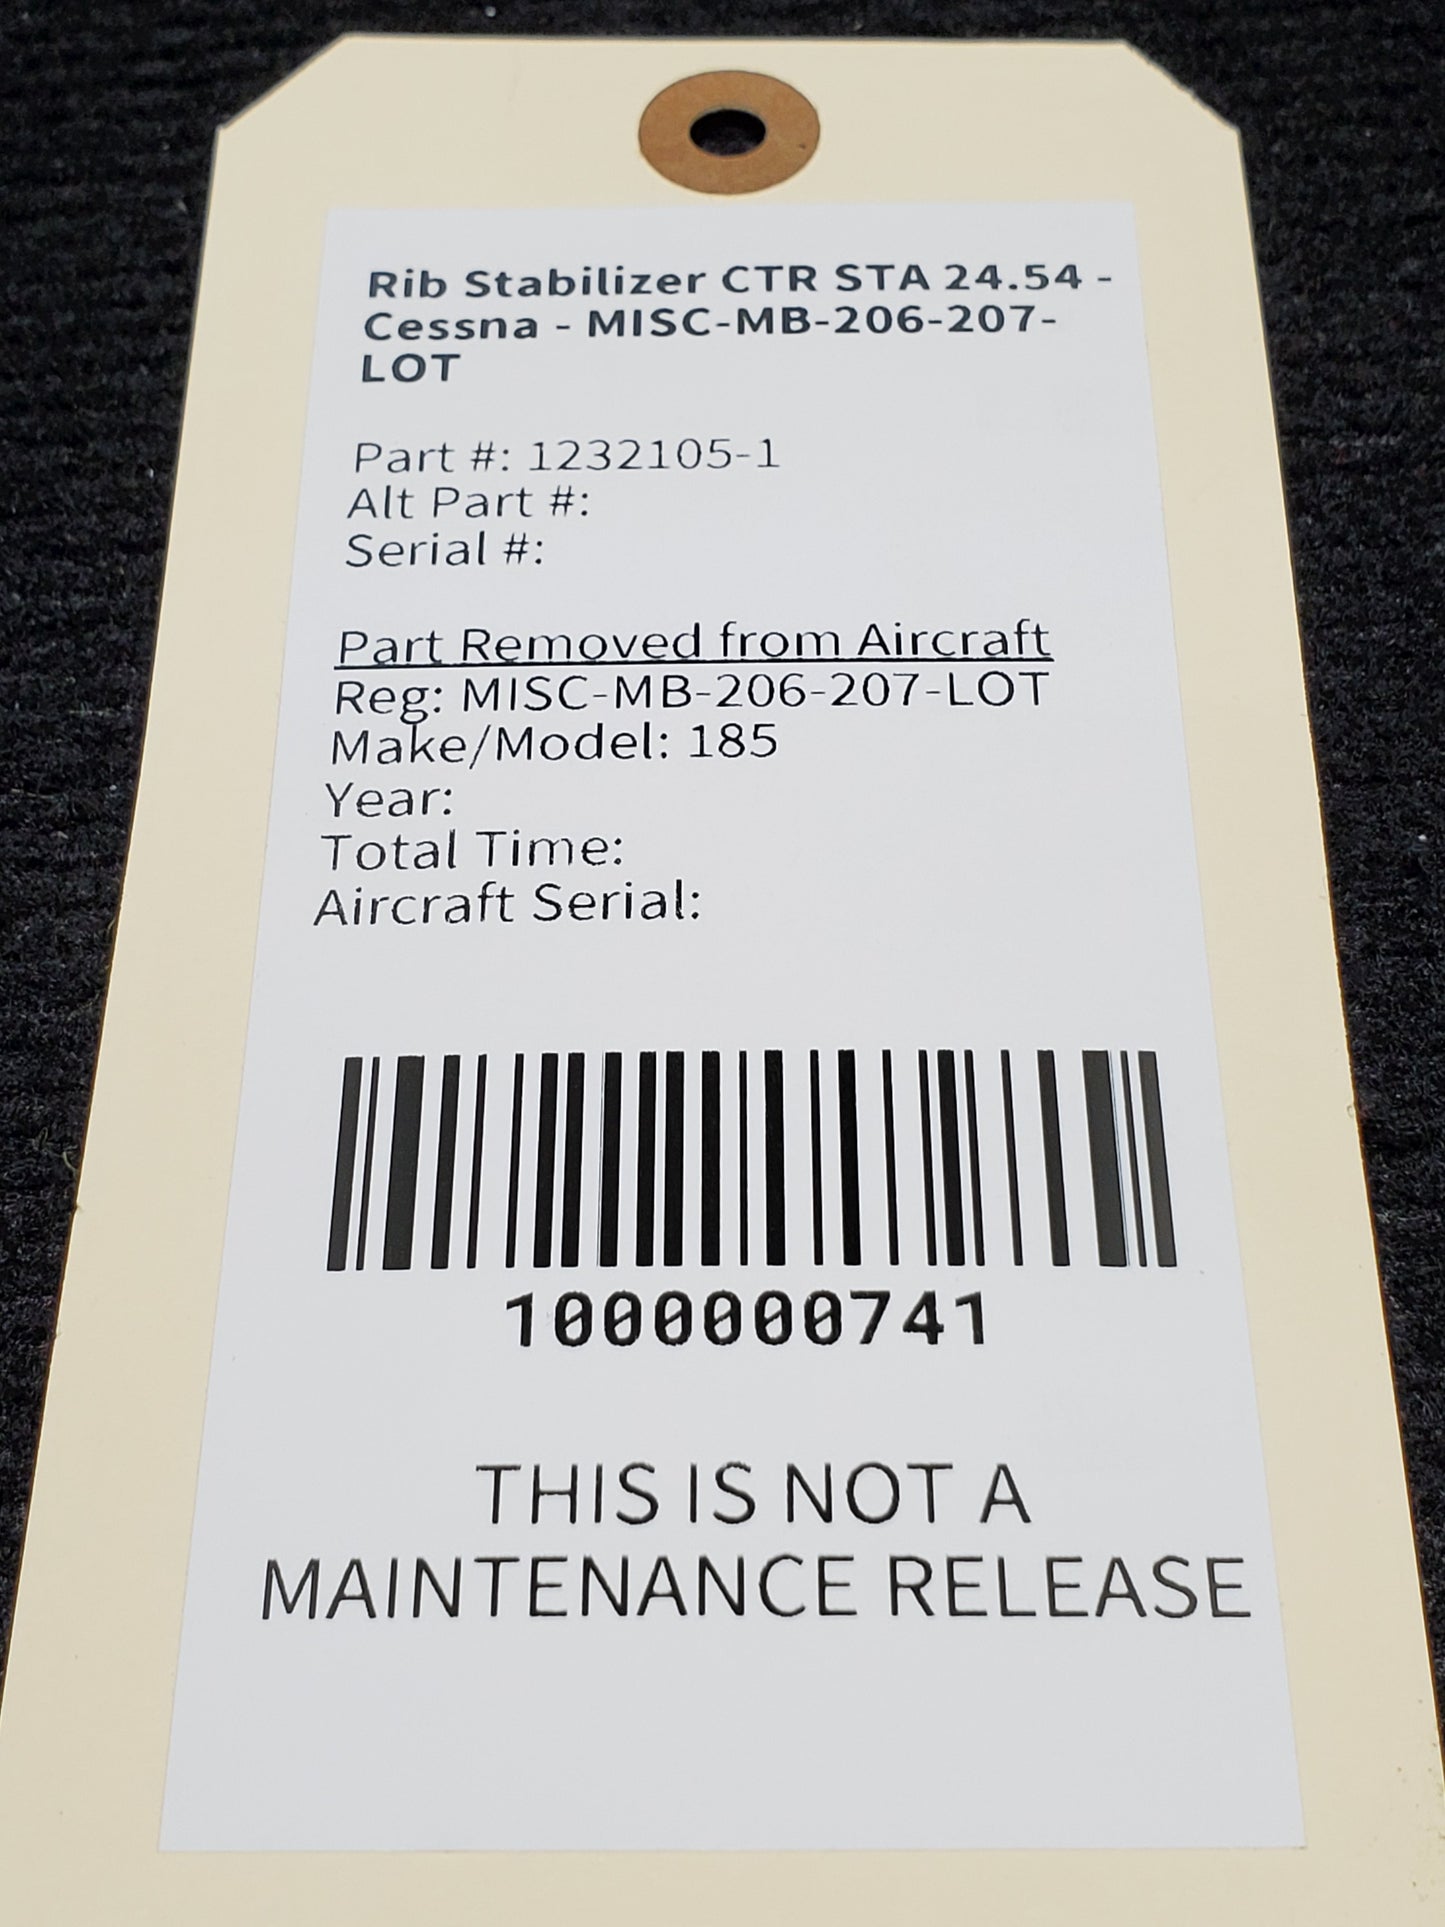 Rib Stabilizer CTR STA 24.54 -
Cessna - MISC-MB-206-207-
LOT
Part #: 1232105-1
Alt Part #:
Serial #:
Part Removed from Aircraft
Reg: MISC-MB-206-207-LOT
Make/Model: 185
Year:
Total Time:
Aircraft Serial:
1000000741
THIS IS NOT A
MAINTENANCE RELEASE